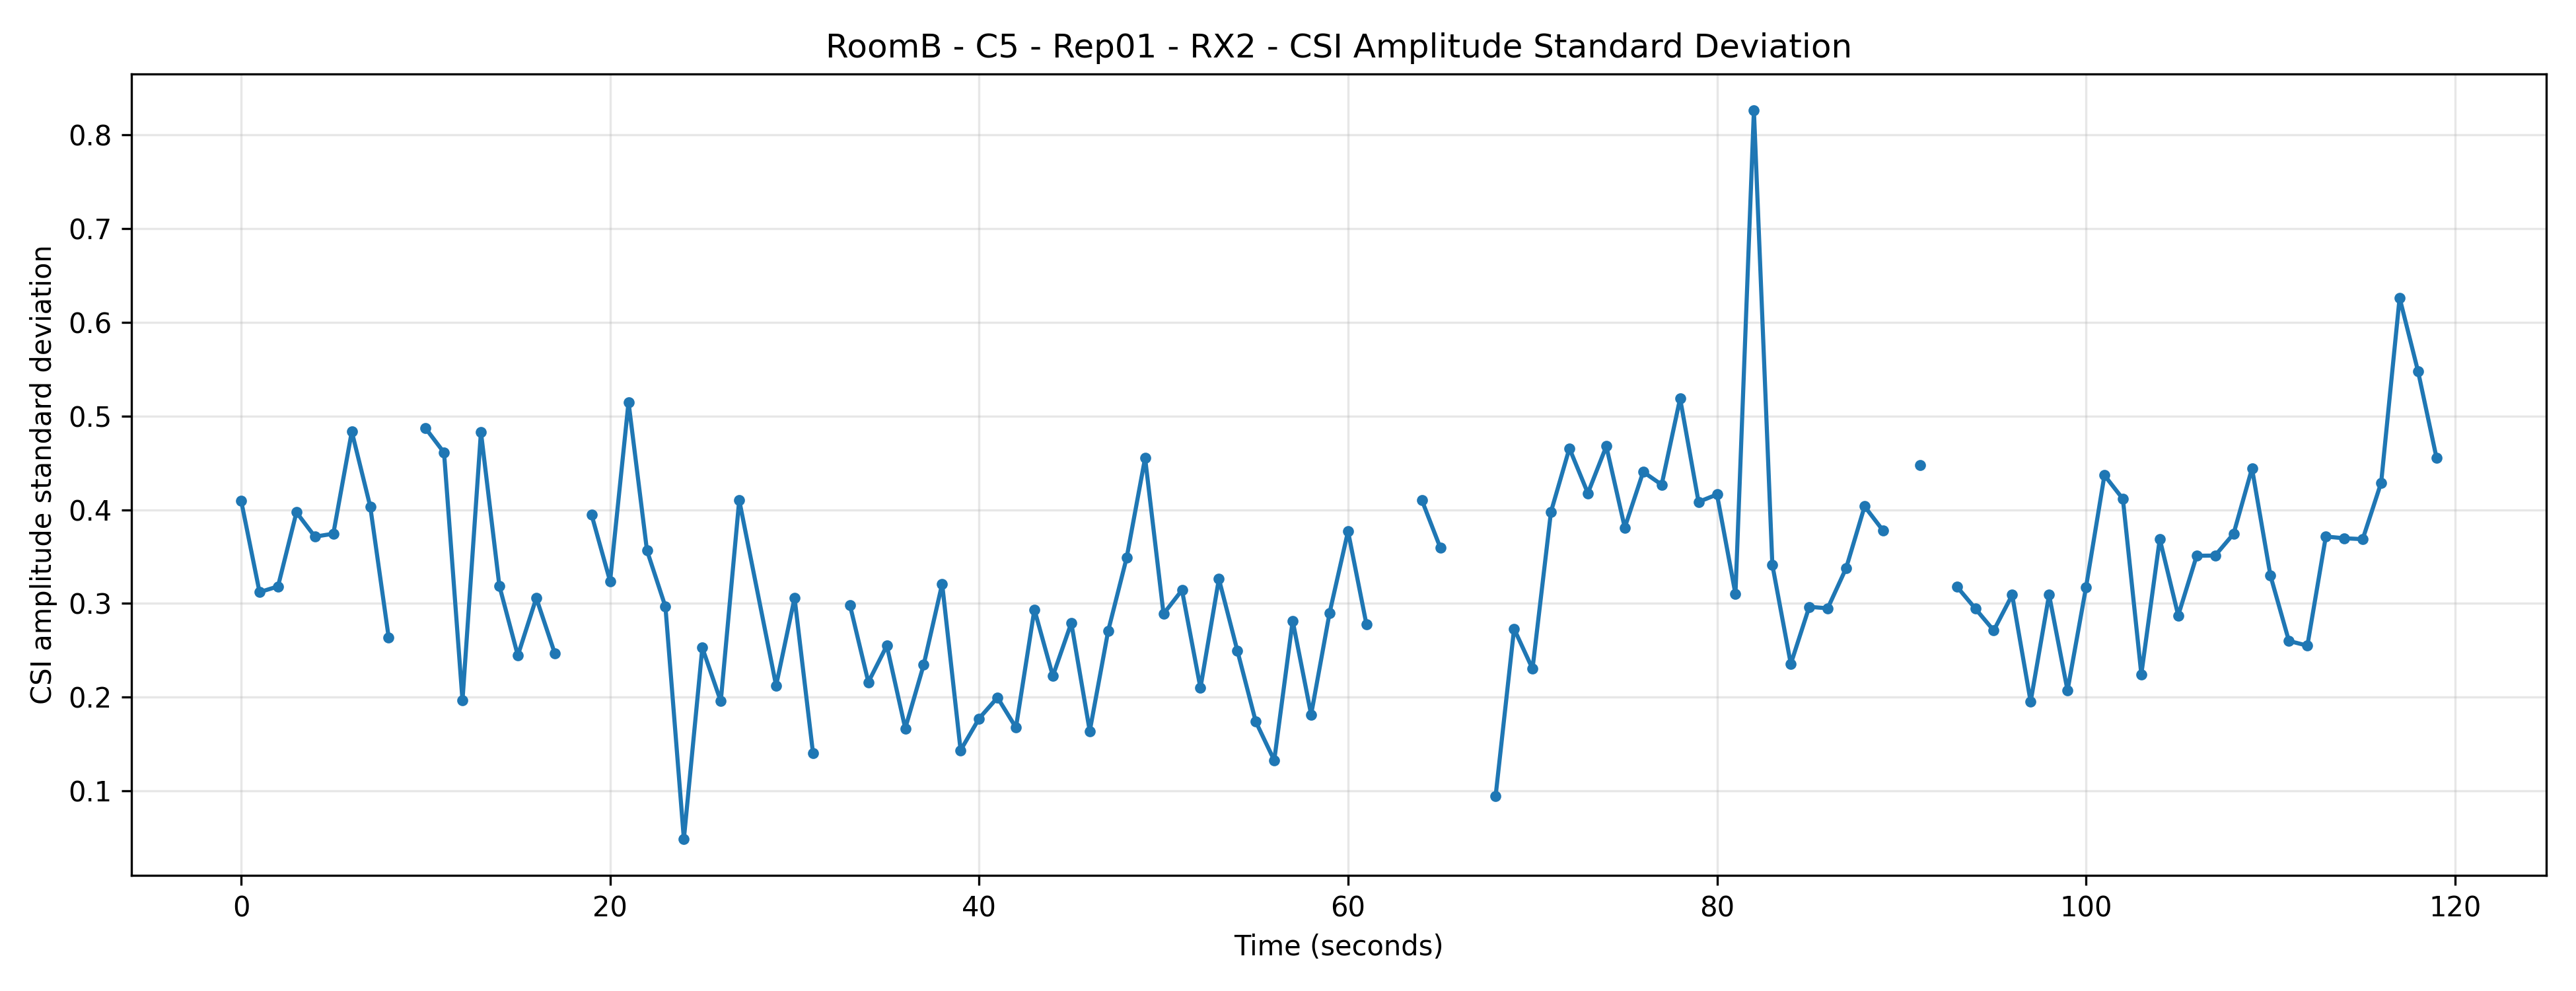 RoomB - C5 - Rep01 - RX2 - CSI Amplitude Standard Deviation
CSI amplitude standard deviation
0.8
0.7
0.6
0.5
0.4
0.3
0.2
0.1
0 20 40 60 80 100 120
Time (seconds)